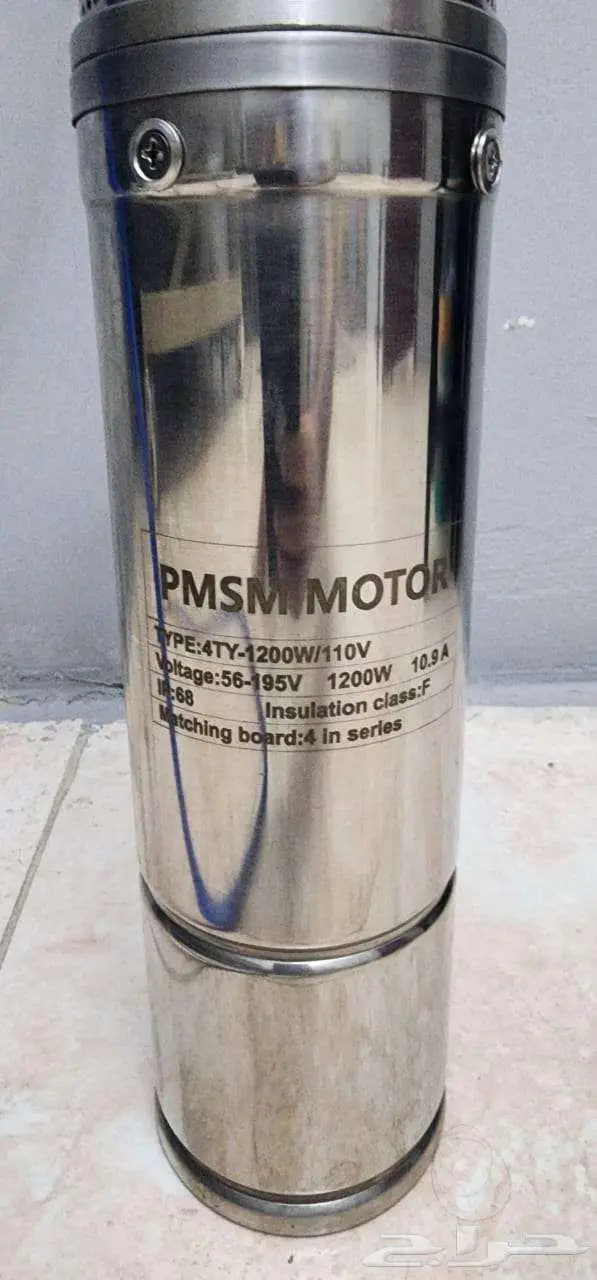 PMSM MOTOR
TYPE:4TY-1200W/110V
Voltage:56-195V 1200W 10.9A
IP:68 Insulation class:F
Matching board:4 in series
حراج